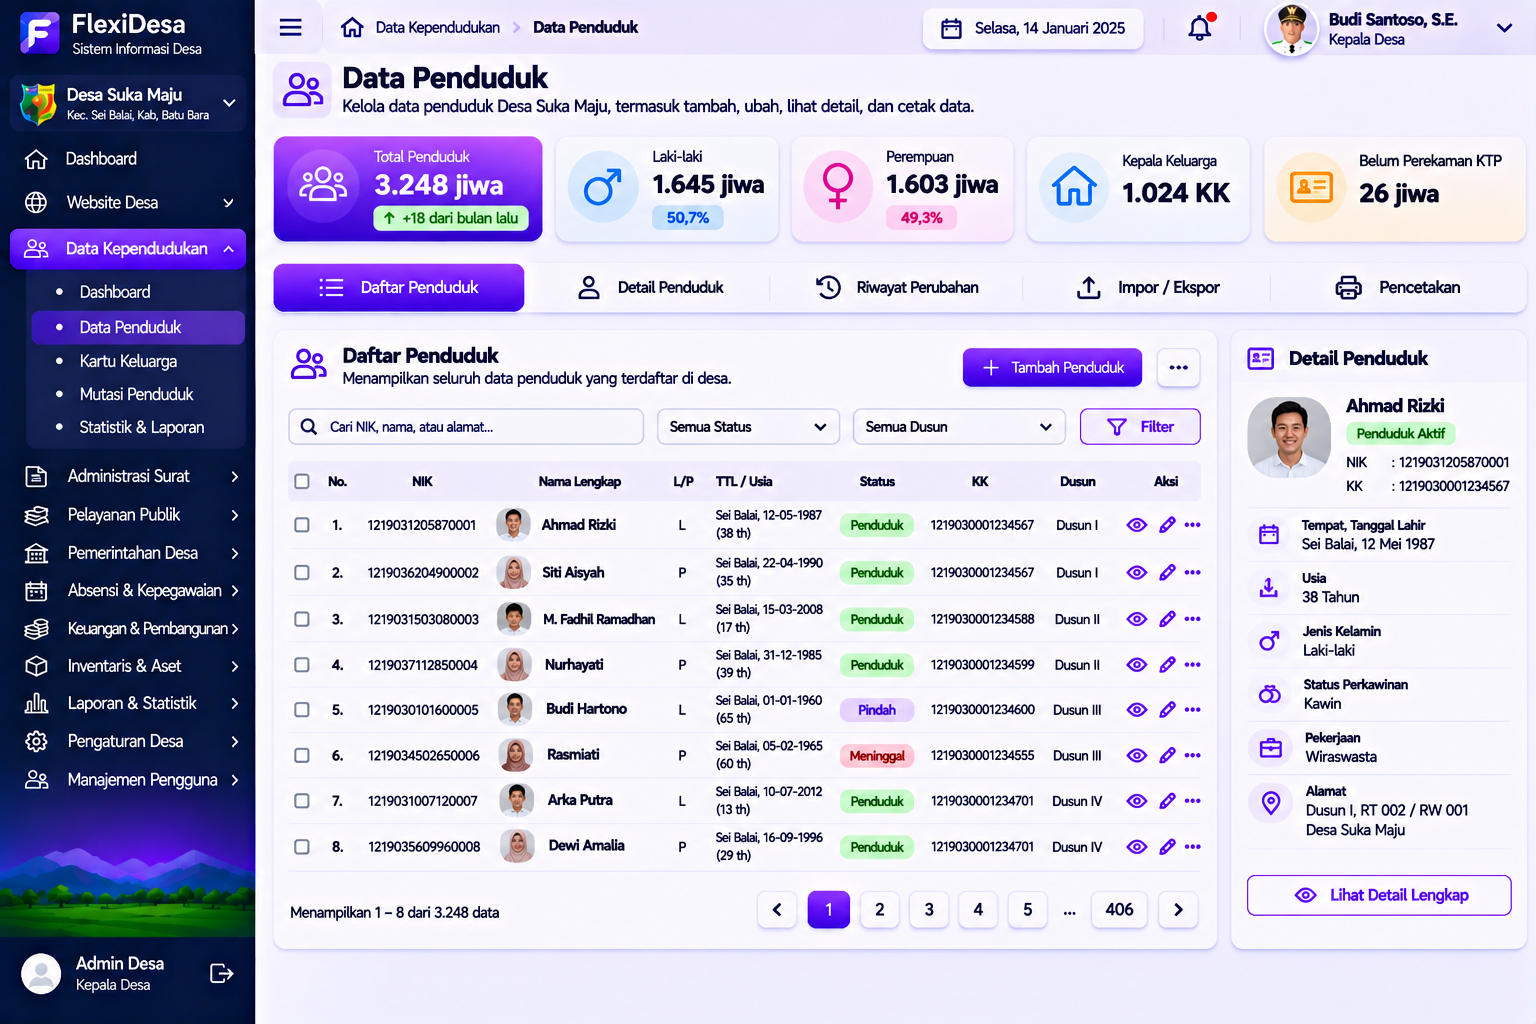 FlexiDesa
Sistem Informasi Desa
Desa Suka Maju
Kec. Sei Balai, Kab, Batu Bara
Dashboard
Website Desa
Data Kependudukan
Dashboard
Data Penduduk
Kartu Keluarga
Mutasi Penduduk
Statistik & Laporan
Administrasi Surat
Pelayanan Publik
Pemerintahan Desa
Absensi & Kepegawaian
Keuangan & Pembangunan
Inventaris & Aset
Laporan & Statistik
Pengaturan Desa
Manajemen Pengguna
Admin Desa
Kepala Desa
Data Kependudukan > Data Penduduk
Selasa, 14 Januari 2025
Budi Santoso, S.E.
Kepala Desa
Data Penduduk
Kelola data penduduk Desa Suka Maju, termasuk tambah, ubah, lihat detail, dan cetak data.
Total Penduduk
3.248 jiwa
↑ +18 dari bulan lalu
Laki-laki
1.645 jiwa
50,7%
Perempuan
1.603 jiwa
49,3%
Kepala Keluarga
1.024 KK
Belum Perekaman KTP
26 jiwa
Daftar Penduduk
Detail Penduduk
Riwayat Perubahan
Impor / Ekspor
Pencetakan
Daftar Penduduk
Menampilkan seluruh data penduduk yang terdaftar di desa.
+ Tambah Penduduk
Cari NIK, nama, atau alamat...
Semua Status
Semua Dusun
Filter
No. NIK Nama Lengkap L/P TTL / Usia Status KK Dusun Aksi
1. 1219031205870001 Ahmad Rizki L Sei Balai, 12-05-1987 Penduduk 1219030001234567 Dusun I
(38 th)
2. 1219036204900002 Siti Aisyah P Sei Balai, 22-04-1990 Penduduk 1219030001234567 Dusun I
(35 th)
3. 1219031503080003 M. Fadhil Ramadhan L Sei Balai, 15-03-2008 Penduduk 1219030001234588 Dusun II
(17 th)
4. 1219037112850004 Nurhayati P Sei Balai, 31-12-1985 Penduduk 1219030001234599 Dusun II
(39 th)
5. 1219030101600005 Budi Hartono L Sei Balai, 01-01-1960 Pindah 1219030001234600 Dusun III
(65 th)
6. 1219034502650006 Rasmiati P Sei Balai, 05-02-1965 Meninggal 1219030001234555 Dusun III
(60 th)
7. 1219031007120007 Arka Putra L Sei Balai, 10-07-2012 Penduduk 1219030001234701 Dusun IV
(13 th)
8. 1219035609960008 Dewi Amalia P Sei Balai, 16-09-1996 Penduduk 1219030001234701 Dusun IV
(29 th)
Menampilkan 1 – 8 dari 3.248 data
1 2 3 4 5 ... 406
Detail Penduduk
Ahmad Rizki
Penduduk Aktif
NIK : 1219031205870001
KK : 1219030001234567
Tempat, Tanggal Lahir
Sei Balai, 12 Mei 1987
Usia
38 Tahun
Jenis Kelamin
Laki-laki
Status Perkawinan
Kawin
Pekerjaan
Wiraswasta
Alamat
Dusun I, RT 002 / RW 001
Desa Suka Maju
Lihat Detail Lengkap